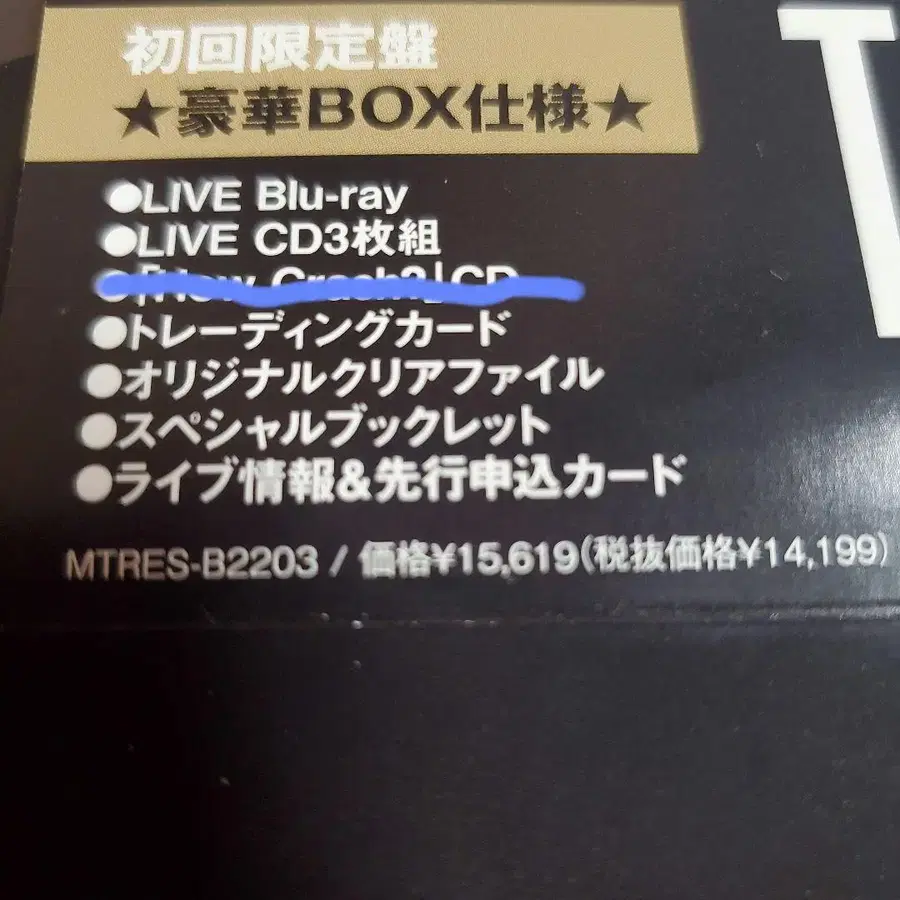 初回限定盤
★豪華BOX仕様★
T
●LIVE Blu-ray
●LIVE CD3枚組
CD
●トレーディングカード
●オリジナルクリアファイル
●スペシャルブックレット
●ライブ情報&先行申込カード
MTRES-B2203 / 価格¥15,619(税抜価格¥14,199)